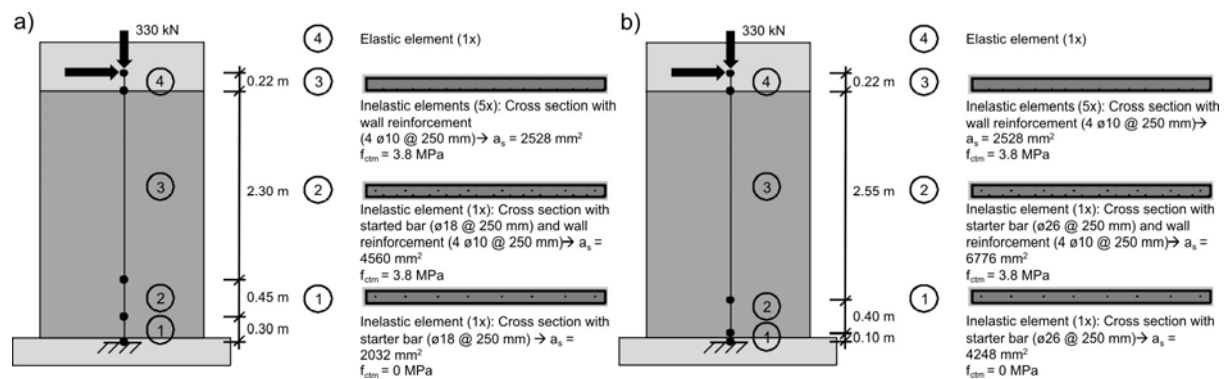 a)
330 kN
4
0.22 m
3
2.30 m
2
0.45 m
1
0.30 m
4 Elastic element (1x)
3
Inelastic elements (5x): Cross section with
wall reinforcement
(4 ø10 @ 250 mm)→ aₛ = 2528 mm²
f_ctm = 3.8 MPa
2
Inelastic element (1x): Cross section with
started bar (ø18 @ 250 mm) and wall
reinforcement (4 ø10 @ 250 mm)→ aₛ =
4560 mm²
f_ctm = 3.8 MPa
1
Inelastic element (1x): Cross section with
starter bar (ø18 @ 250 mm) → aₛ =
2032 mm²
f_ctm = 0 MPa
b)
330 kN
4
0.22 m
3
2.55 m
2
0.40 m
1
0.10 m
4 Elastic element (1x)
3
Inelastic elements (5x): Cross section with
wall reinforcement (4 ø10 @ 250 mm)→
aₛ = 2528 mm²
f_ctm = 3.8 MPa
2
Inelastic element (1x): Cross section with
starter bar (ø26 @ 250 mm) and wall
reinforcement (4 ø10 @ 250 mm)→ aₛ =
6776 mm²
f_ctm = 3.8 MPa
1
Inelastic element (1x): Cross section with
starter bar (ø26 @ 250 mm)→ aₛ =
4248 mm²
f_ctm = 0 MPa